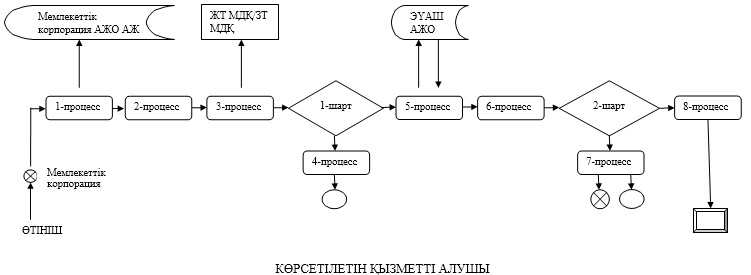 Мемлекеттік
корпорация АЖО АЖ
ЖТ МДҚ/ЗТ
МДҚ
ЭҮАШ
АЖО
1-процесс
2-процесс
3-процесс
1-шарт
5-процесс
6-процесс
2-шарт
8-процесс
4-процесс
7-процесс
Мемлекеттік
корпорация
ӨТІНІШ
КӨРСЕТІЛЕТІН ҚЫЗМЕТТІ АЛУШЫ